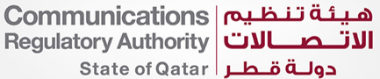 Communications
Regulatory Authority
State of Qatar
هيئة تنظيم
الاتصالات
دولة قطر